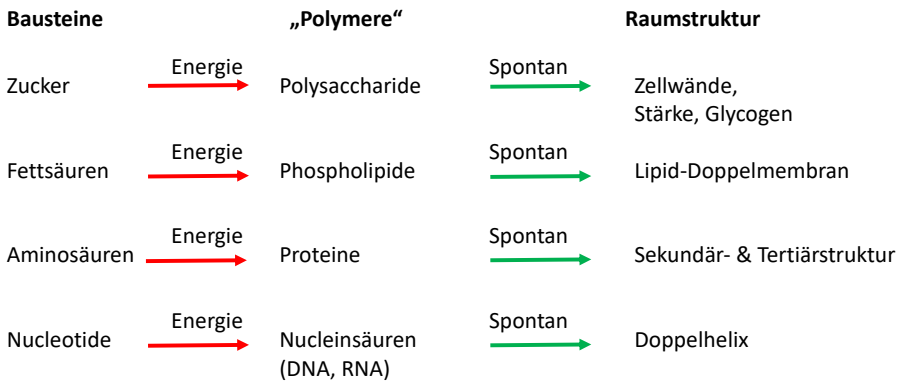 Bausteine „Polymere“ Raumstruktur
Energie Spontan
Zucker Polysaccharide Zellwände,
Stärke, Glycogen
Energie Spontan
Fettsäuren Phospholipide Lipid-Doppelmembran
Energie Spontan
Aminosäuren Proteine Sekundär- & Tertiärstruktur
Energie Spontan
Nucleotide Nucleinsäuren Doppelhelix
(DNA, RNA)